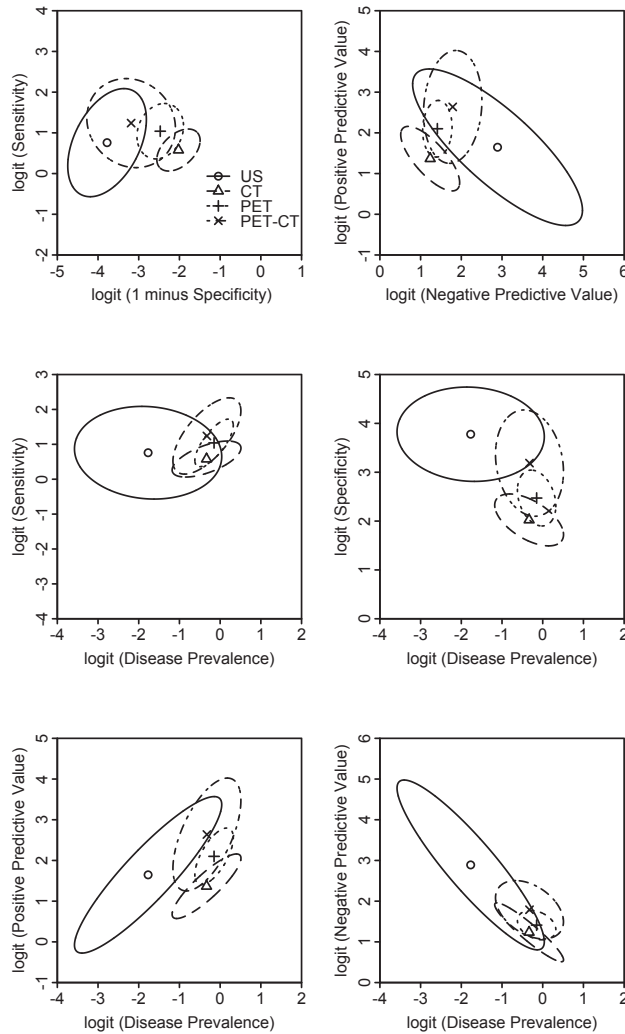 logit (Sensitivity)
-2 -1 0 1 2 3 4
US
CT
PET
PET-CT
-5 -4 -3 -2 -1 0 1
logit (1 minus Specificity)
logit (Positive Predictive Value)
-1 0 1 2 3 4 5
0 1 2 3 4 5 6
logit (Negative Predictive Value)
logit (Sensitivity)
-4 -3 -2 -1 0 1 2 3
-4 -3 -2 -1 0 1 2
logit (Disease Prevalence)
logit (Specificity)
0 1 2 3 4 5
-4 -3 -2 -1 0 1 2
logit (Disease Prevalence)
logit (Positive Predictive Value)
-1 0 1 2 3 4 5
-4 -3 -2 -1 0 1 2
logit (Disease Prevalence)
logit (Negative Predictive Value)
0 1 2 3 4 5 6
-4 -3 -2 -1 0 1 2
logit (Disease Prevalence)